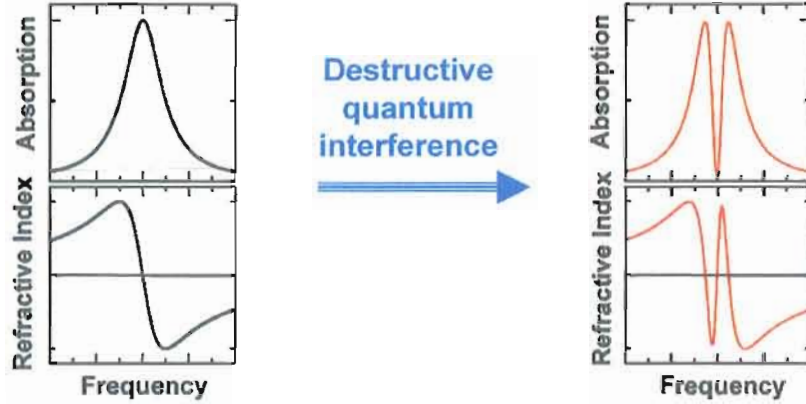 Absorption
Refractive Index
Frequency
Destructive
quantum
interference
Absorption
Refractive Index
Frequency